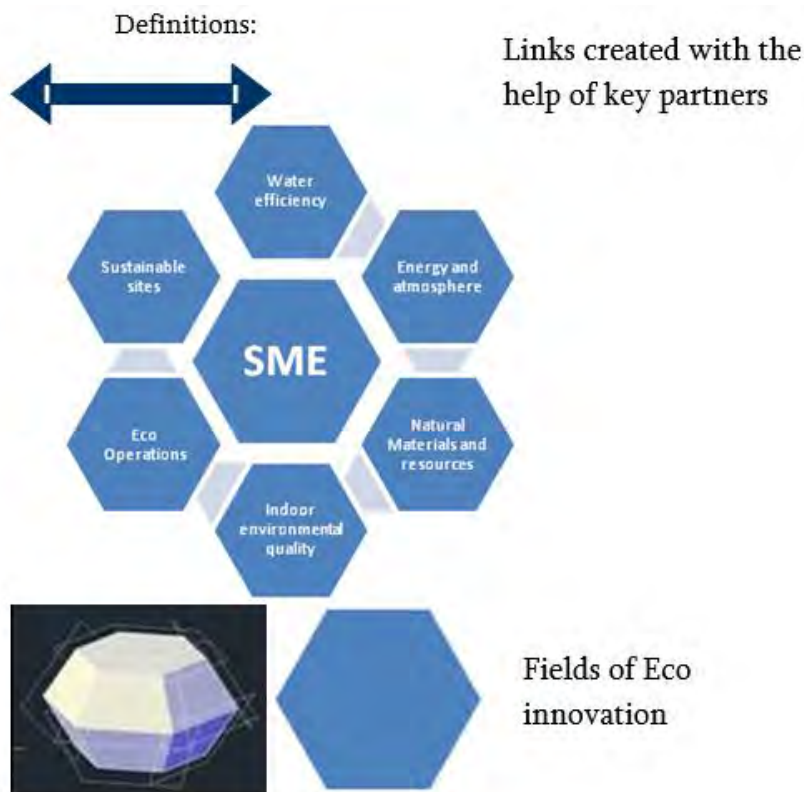 Definitions:
Links created with the
help of key partners
Water
efficiency
Sustainable
sites
Energy and
atmosphere
SME
Eco
Operations
Natural
Materials and
resources
Indoor
environmental
quality
Fields of Eco
innovation